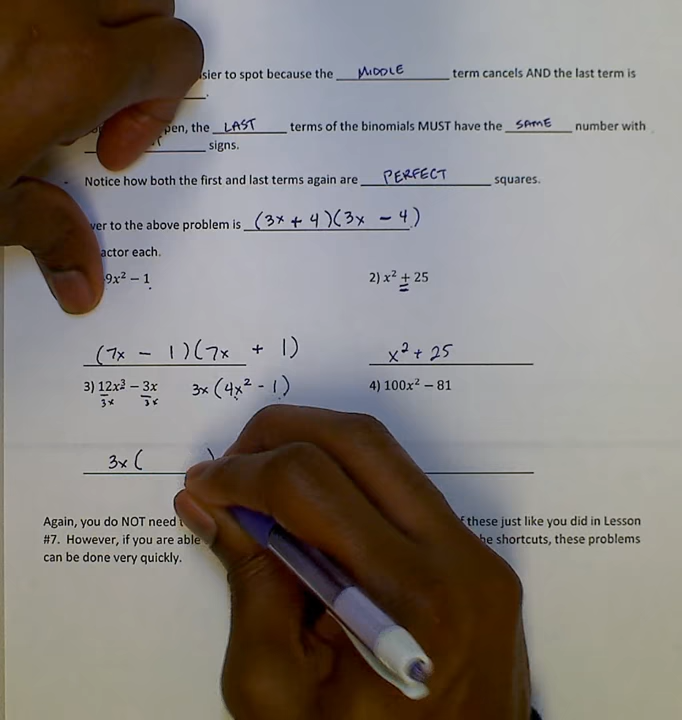 sier to spot because the MIDDLE term cancels AND the last term is
pen, the LAST terms of the binomials MUST have the SAME number with
signs.
Notice how both the first and last terms again are PERFECT squares.
ver to the above problem is (3x + 4)(3x - 4)
actor each.
9x² – 1
2) x² + 25
(7x - 1)(7x + 1)
x² + 25
3) 12x³ – 3x 3x(4x² - 1)
3x 3x
4) 100x² – 81
3x ( )
Again, you do NOT need these just like you did in Lesson
#7. However, if you are able he shortcuts, these problems
can be done very quickly.